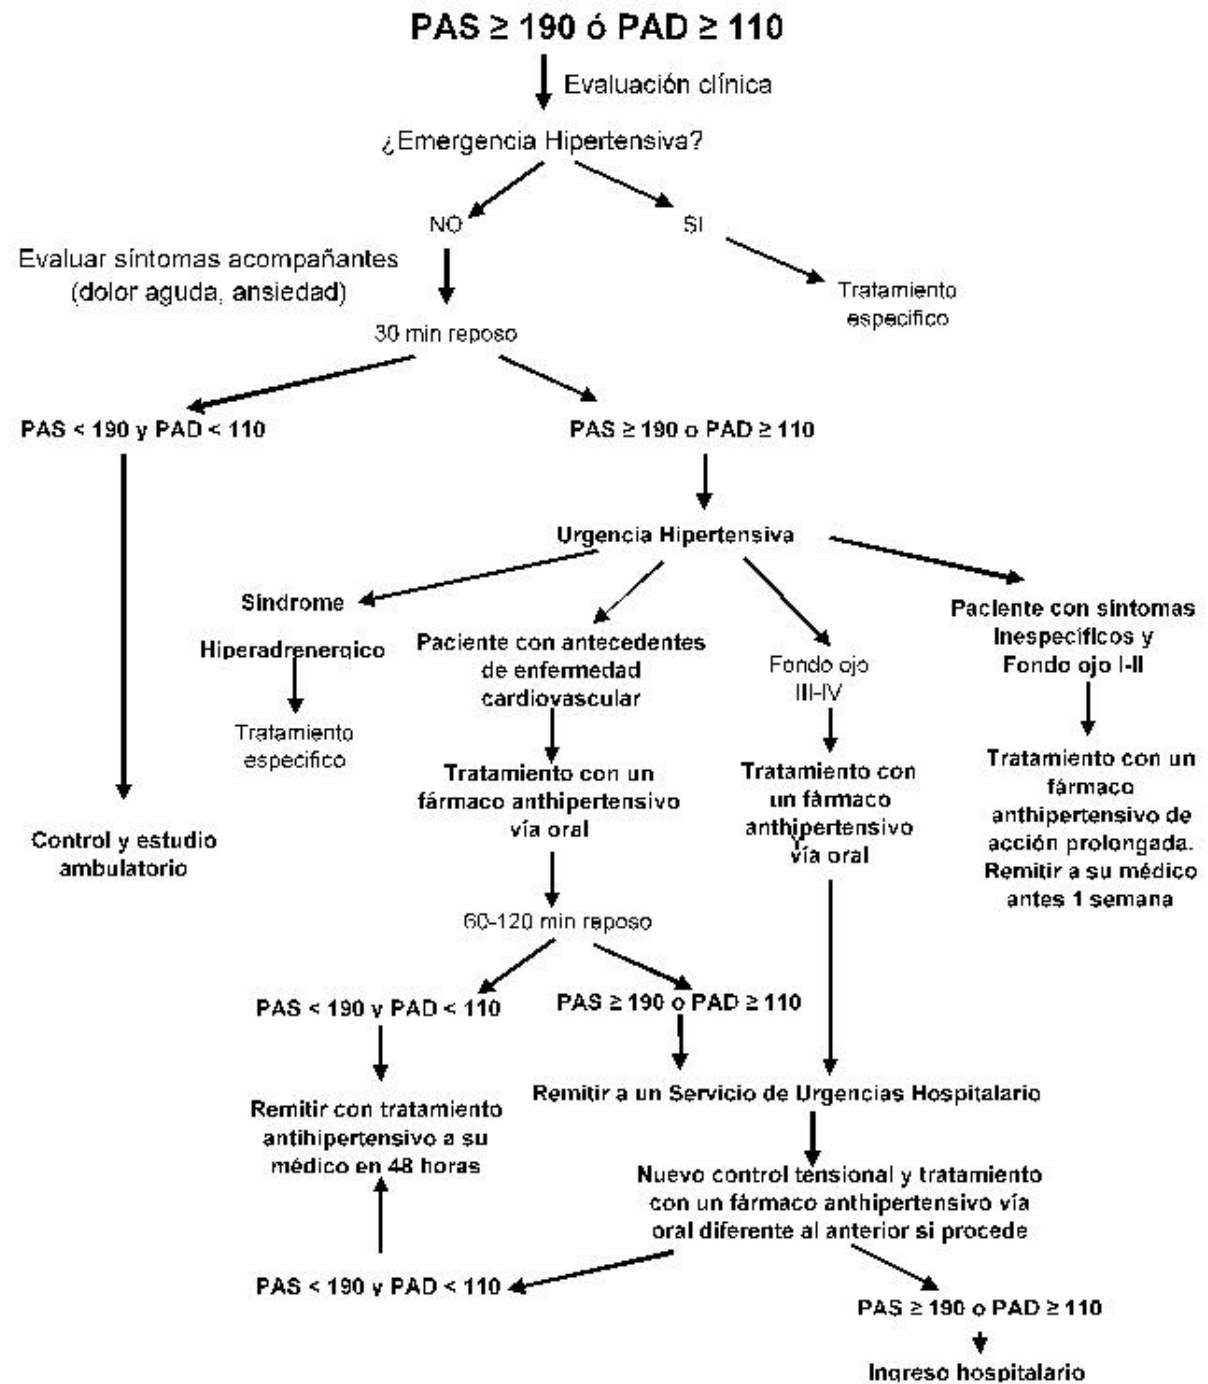 PAS ≥ 190 ó PAD ≥ 110
Evaluación clínica
¿Emergencia Hipertensiva?
NO
SI
Evaluar síntomas acompañantes
(dolor aguda, ansiedad)
Tratamiento
especifico
30 min reposo
PAS < 190 y PAD < 110
PAS ≥ 190 o PAD ≥ 110
Urgencia Hipertensiva
Síndrome
Hiperadrenergico
Tratamiento
especifico
Paciente con antecedentes
de enfermedad
cardiovascular
Fondo ojo
III-IV
Paciente con síntomas
Inespecíficos y
Fondo ojo I-II
Tratamiento con un
fármaco anthipertensivo
vía oral
Tratamiento con
un fármaco
anthipertensivo
vía oral
Tratamiento con un
fármaco
anthipertensivo de
acción prolongada.
Remitir a su médico
antes 1 semana
Control y estudio
ambulatorio
60-120 min reposo
PAS < 190 y PAD < 110
PAS ≥ 190 o PAD ≥ 110
Remitir con tratamiento
antihipertensivo a su
médico en 48 horas
Remitir a un Servicio de Urgencias Hospitalario
Nuevo control tensional y tratamiento
con un fármaco anthipertensivo vía
oral diferente al anterior si procede
PAS < 190 y PAD < 110
PAS ≥ 190 o PAD ≥ 110
Ingreso hospitalario